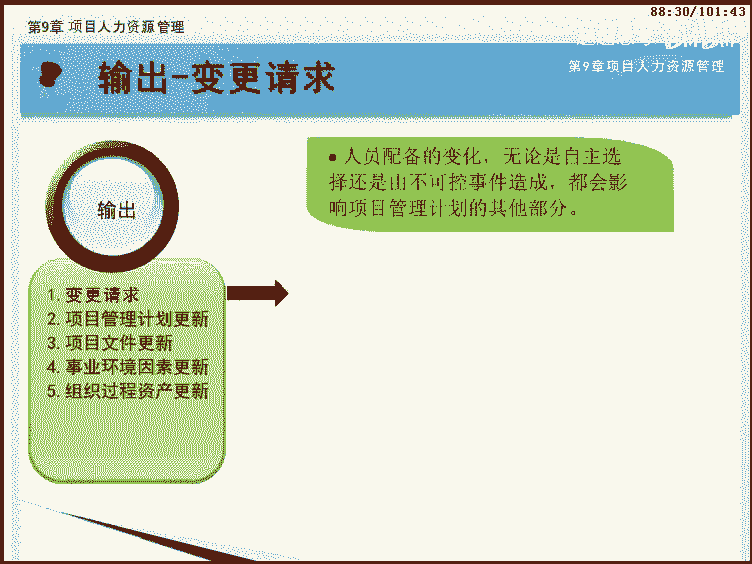 88:30/101:43
第9章 项目人力资源管理
输出-变更请求
第9章项目人力资源管理
输出
• 人员配备的变化，无论是自主选
择还是由不可控事件造成，都会影
响项目管理计划的其他部分。
1. 变更请求
2. 项目管理计划更新
3. 项目文件更新
4. 事业环境因素更新
5. 组织过程资产更新